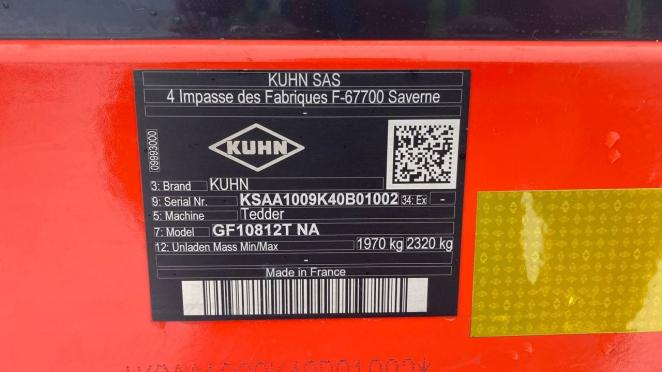 KUHN SAS
4 Impasse des Fabriques F-67700 Saverne
-
09993000
KUHN
3: Brand KUHN
9: Serial Nr. KSAA1009K40B01002 34: Ex -
5: Machine Tedder
7: Model GF10812T NA
12: Unladen Mass Min/Max 1970 kg 2320 kg
-
Made in France